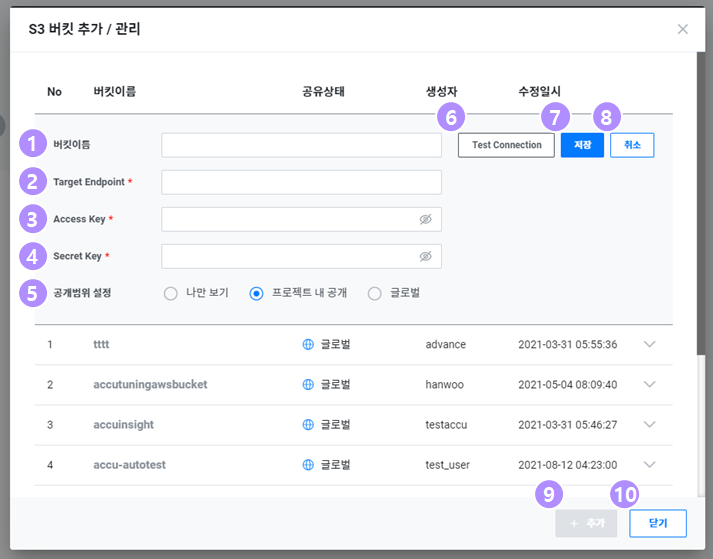 S3 버킷 추가 / 관리
No 버킷이름 공유상태 생성자 수정일시
6 7 8
1 버킷이듬 Test Connection 저장 취소
2 Target Endpoint *
3 Access Key *
4 Secret Key *
5 공개범위 설정 나만 보기 프로젝트 내 공개 글로벌
1 tttt 글로벌 advance 2021-03-31 05:55:36
2 accutuningawsbucket 글로벌 hanwoo 2021-05-04 08:09:40
3 accuinsight 글로벌 testaccu 2021-03-31 05:46:27
4 accu-autotest 글로벌 test_user 2021-08-12 04:23:00
9 10
+ 추가 닫기